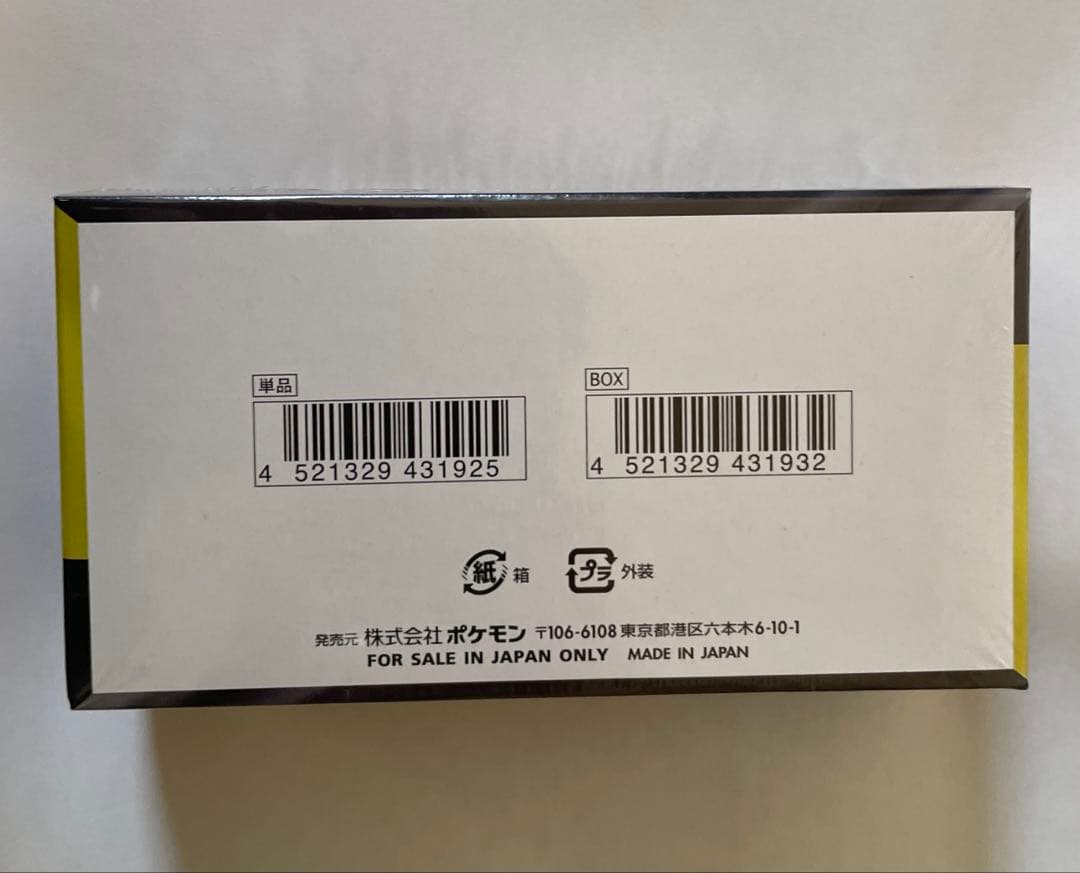 単品
BOX
4 521329 431925
4 521329 431932
紙 箱
プラ 外装
発売元 株式会社ポケモン 〒106-6108 東京都港区六本木6-10-1
FOR SALE IN JAPAN ONLY MADE IN JAPAN